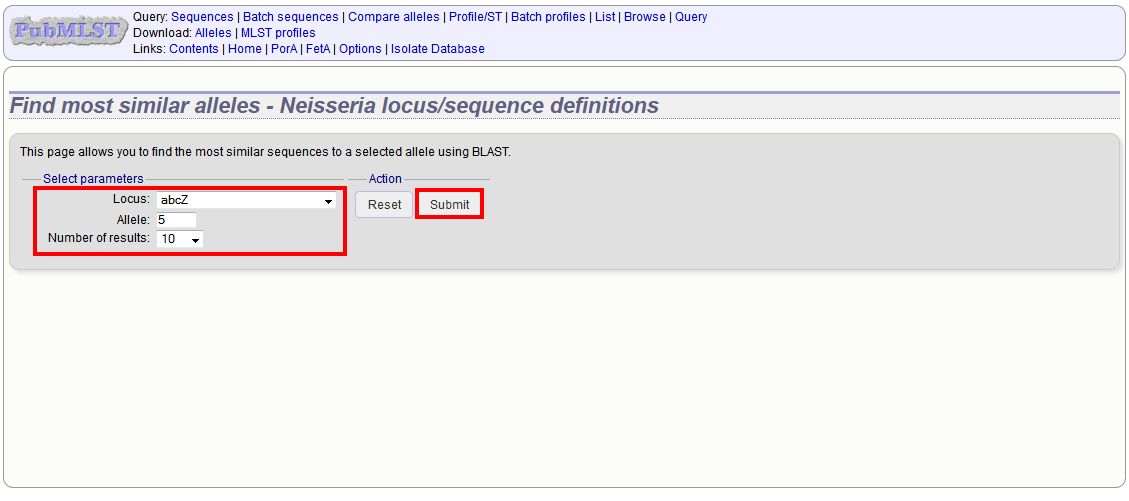 PubMLST
Query: Sequences | Batch sequences | Compare alleles | Profile/ST | Batch profiles | List | Browse | Query
Download: Alleles | MLST profiles
Links: Contents | Home | PorA | FetA | Options | Isolate Database
Find most similar alleles - Neisseria locus/sequence definitions
This page allows you to find the most similar sequences to a selected allele using BLAST.
Select parameters
Locus: abcZ
Allele: 5
Number of results: 10
Action
Reset Submit